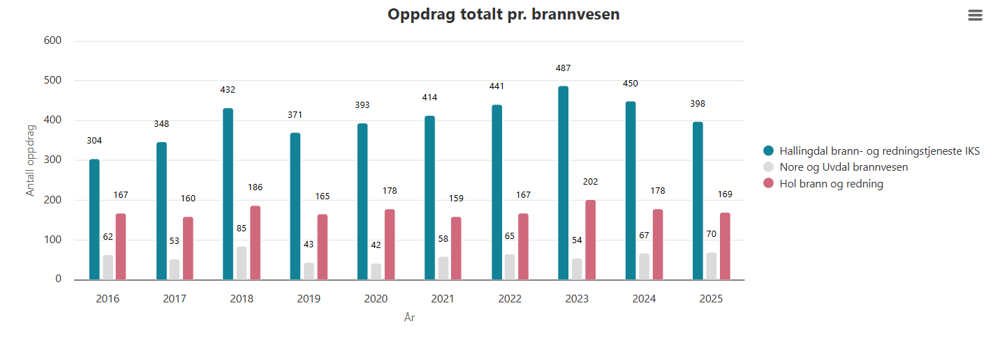 Oppdrag totalt pr. brannvesen
600
500
400
300
200
100
0
Antall oppdrag
304 62 167
348 53 160
432 85 186
371 43 165
393 42 178
414 58 159
441 65 167
487 54 202
450 67 178
398 70 169
2016 2017 2018 2019 2020 2021 2022 2023 2024 2025
År
Hallingdal brann- og redningstjeneste IKS
Nore og Uvdal brannvesen
Hol brann og redning